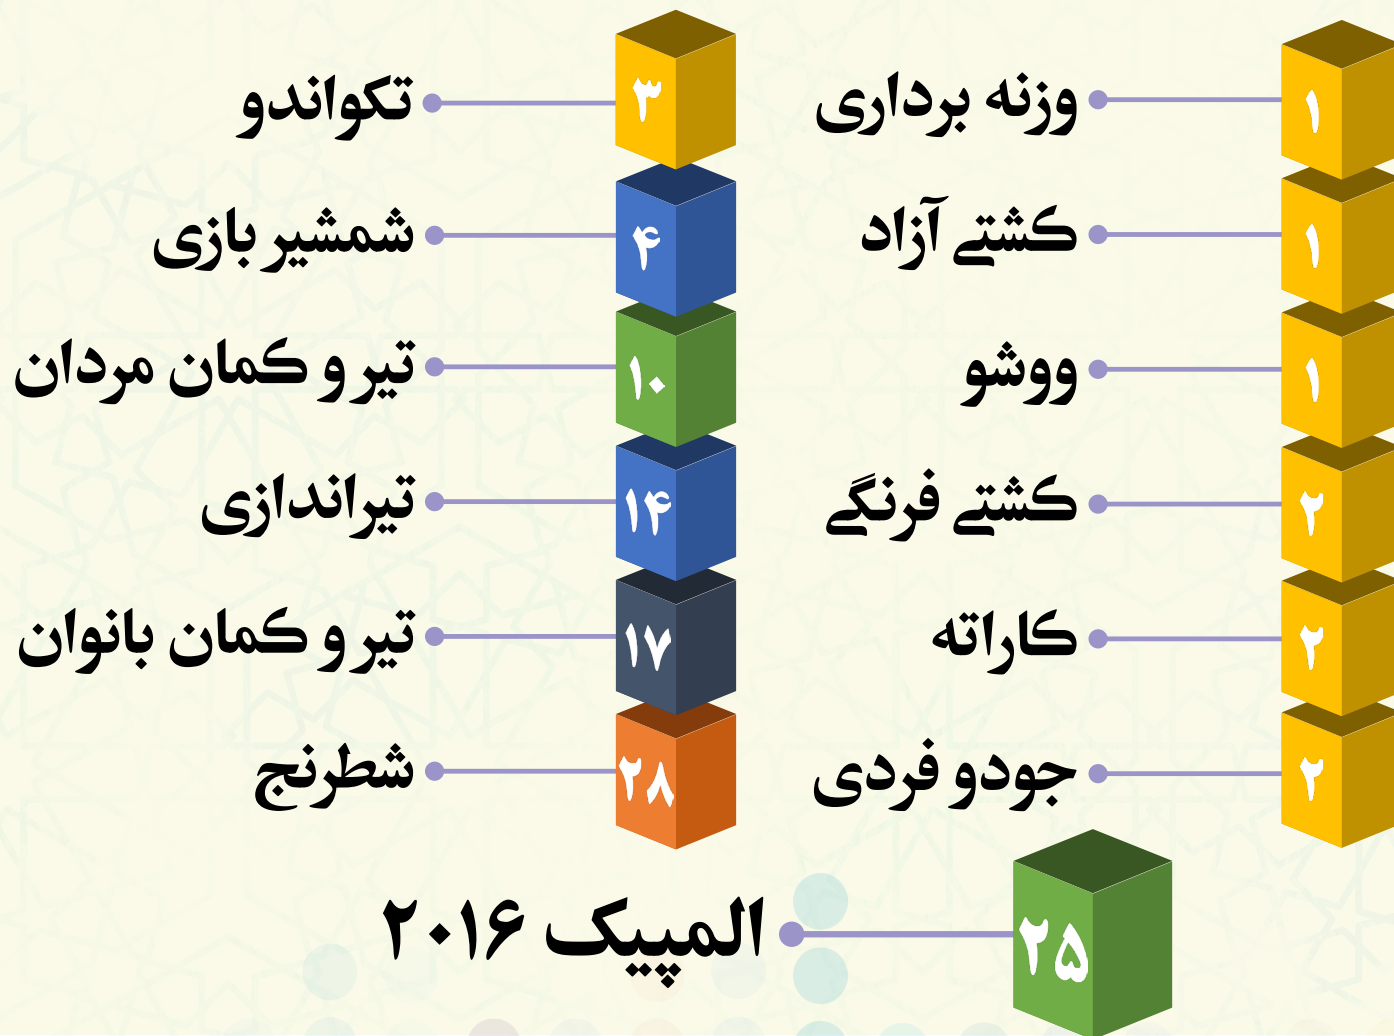 ۱ وزنه برداری
۱ کشتی آزاد
۱ ووشو
۲ کشتی فرنگی
۲ کاراته
۲ جودو فردی
۳ تکواندو
۴ شمشیر بازی
۱۰ تیر و کمان مردان
۱۴ تیراندازی
۱۷ تیر و کمان بانوان
۲۸ شطرنج
۲۵ المپیک ۲۰۱۶